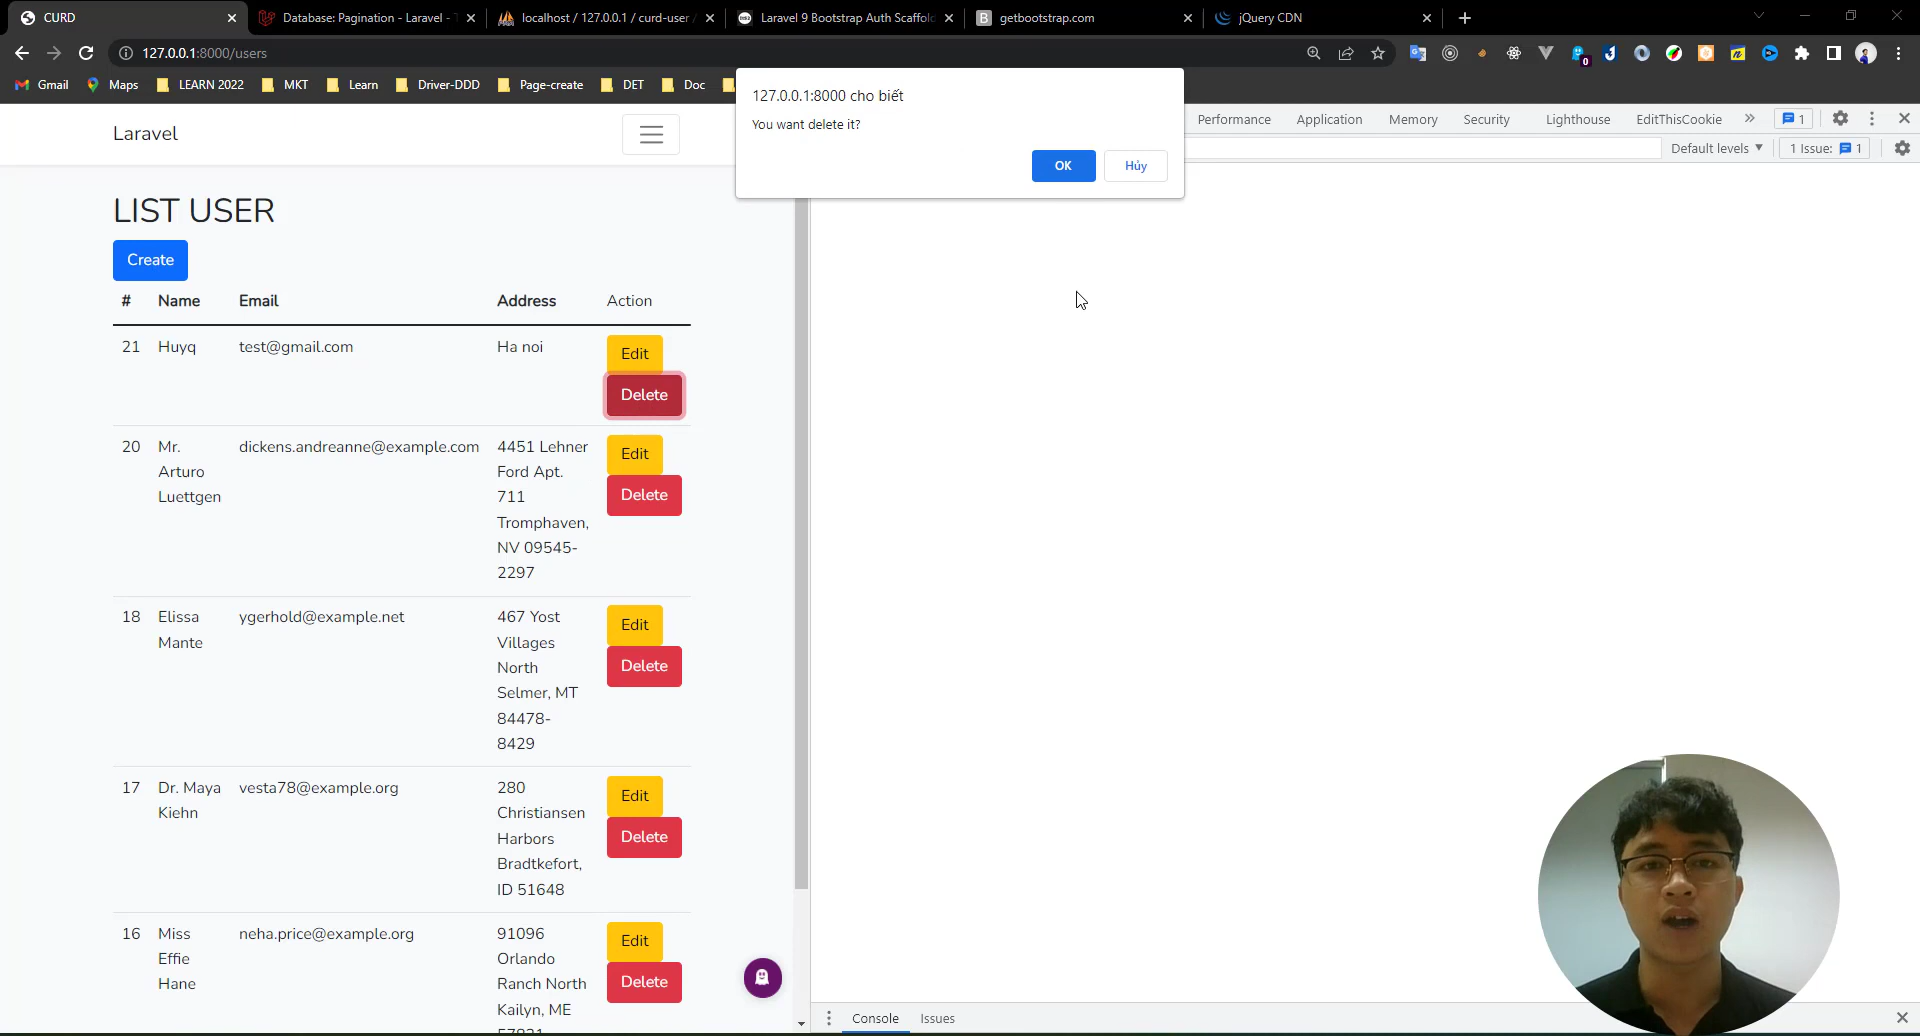 CURD
Database: Pagination - Laravel - T
localhost / 127.0.0.1 / curd-user /
Laravel 9 Bootstrap Auth Scaffold
getbootstrap.com
jQuery CDN
127.0.0.1:8000/users
0
Gmail
Maps
LEARN 2022
MKT
Learn
Driver-DDD
Page-create
DET
Doc
127.0.0.1:8000 cho biết
You want delete it?
OK
Hủy
Performance
Application
Memory
Security
Lighthouse
EditThisCookie
1
Default levels
1 Issue: 1
Laravel
LIST USER
Create
# Name Email Address Action
21 Huyq test@gmail.com Ha noi Edit
Delete
20 Mr. dickens.andreanne@example.com 4451 Lehner Edit
Arturo Ford Apt.
Luettgen 711 Delete
Tromphaven,
NV 09545-
2297
18 Elissa ygerhold@example.net 467 Yost Edit
Mante Villages
North Delete
Selmer, MT
84478-
8429
17 Dr. Maya vesta78@example.org 280 Edit
Kiehn Christiansen
Harbors Delete
Bradtkefort,
ID 51648
16 Miss neha.price@example.org 91096 Edit
Effie Orlando
Hane Ranch North Delete
Kailyn, ME
Console
Issues